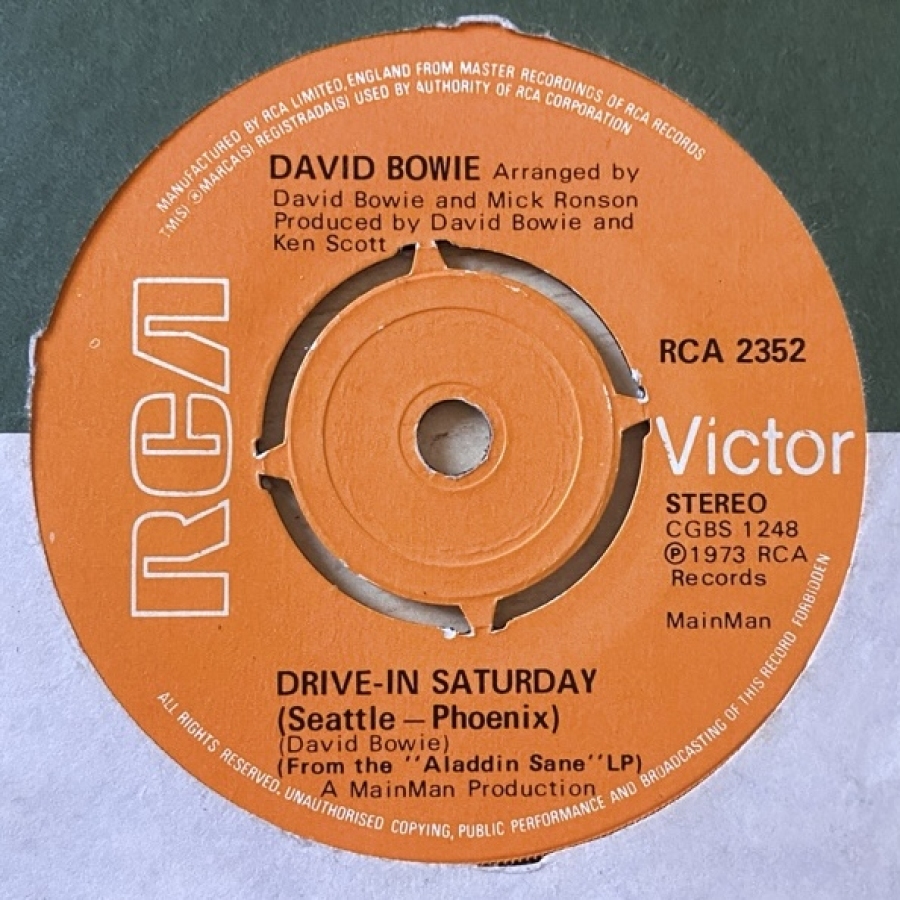 MANUFACTURED BY RCA LIMITED, ENGLAND FROM MASTER RECORDINGS OF RCA RECORDS
TM(S) ® MARCA(S) REGISTRADA(S) USED BY AUTHORITY OF RCA CORPORATION
DAVID BOWIE Arranged by
David Bowie and Mick Ronson
Produced by David Bowie and
Ken Scott
RCA
RCA 2352
Victor
STEREO
CGBS 1248
℗1973 RCA
Records
MainMan
DRIVE-IN SATURDAY
(Seattle – Phoenix)
(David Bowie)
(From the "Aladdin Sane" LP)
A MainMan Production
ALL RIGHTS RESERVED. UNAUTHORISED COPYING, PUBLIC PERFORMANCE AND BROADCASTING OF THIS RECORD FORBIDDEN